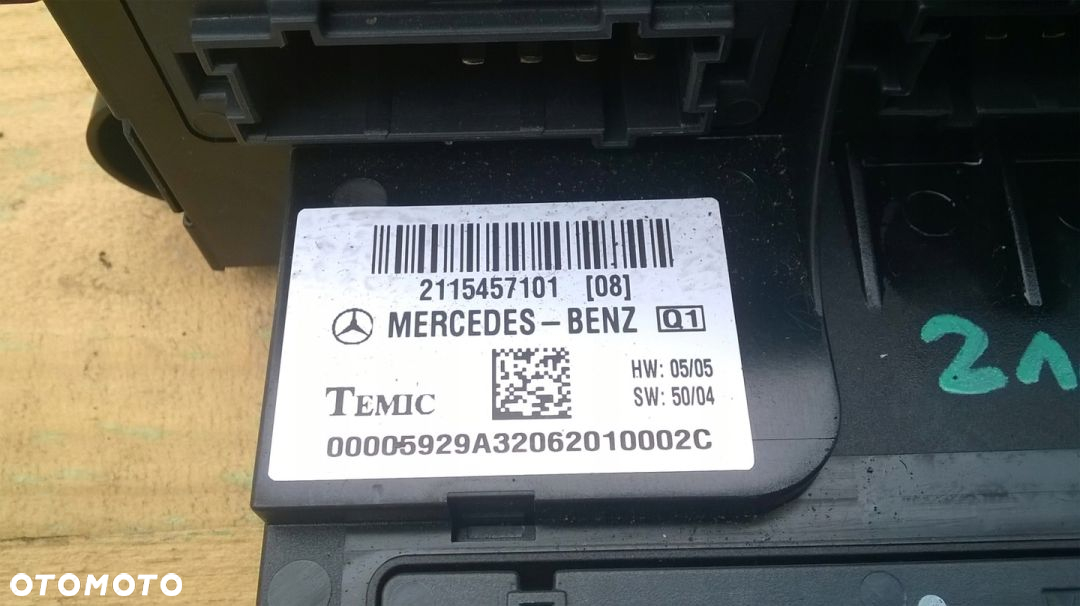 2115457101 [08]
MERCEDES-BENZ Q1
HW: 05/05
SW: 50/04
TEMIC
00005929A32062010002C
OTOMOTO